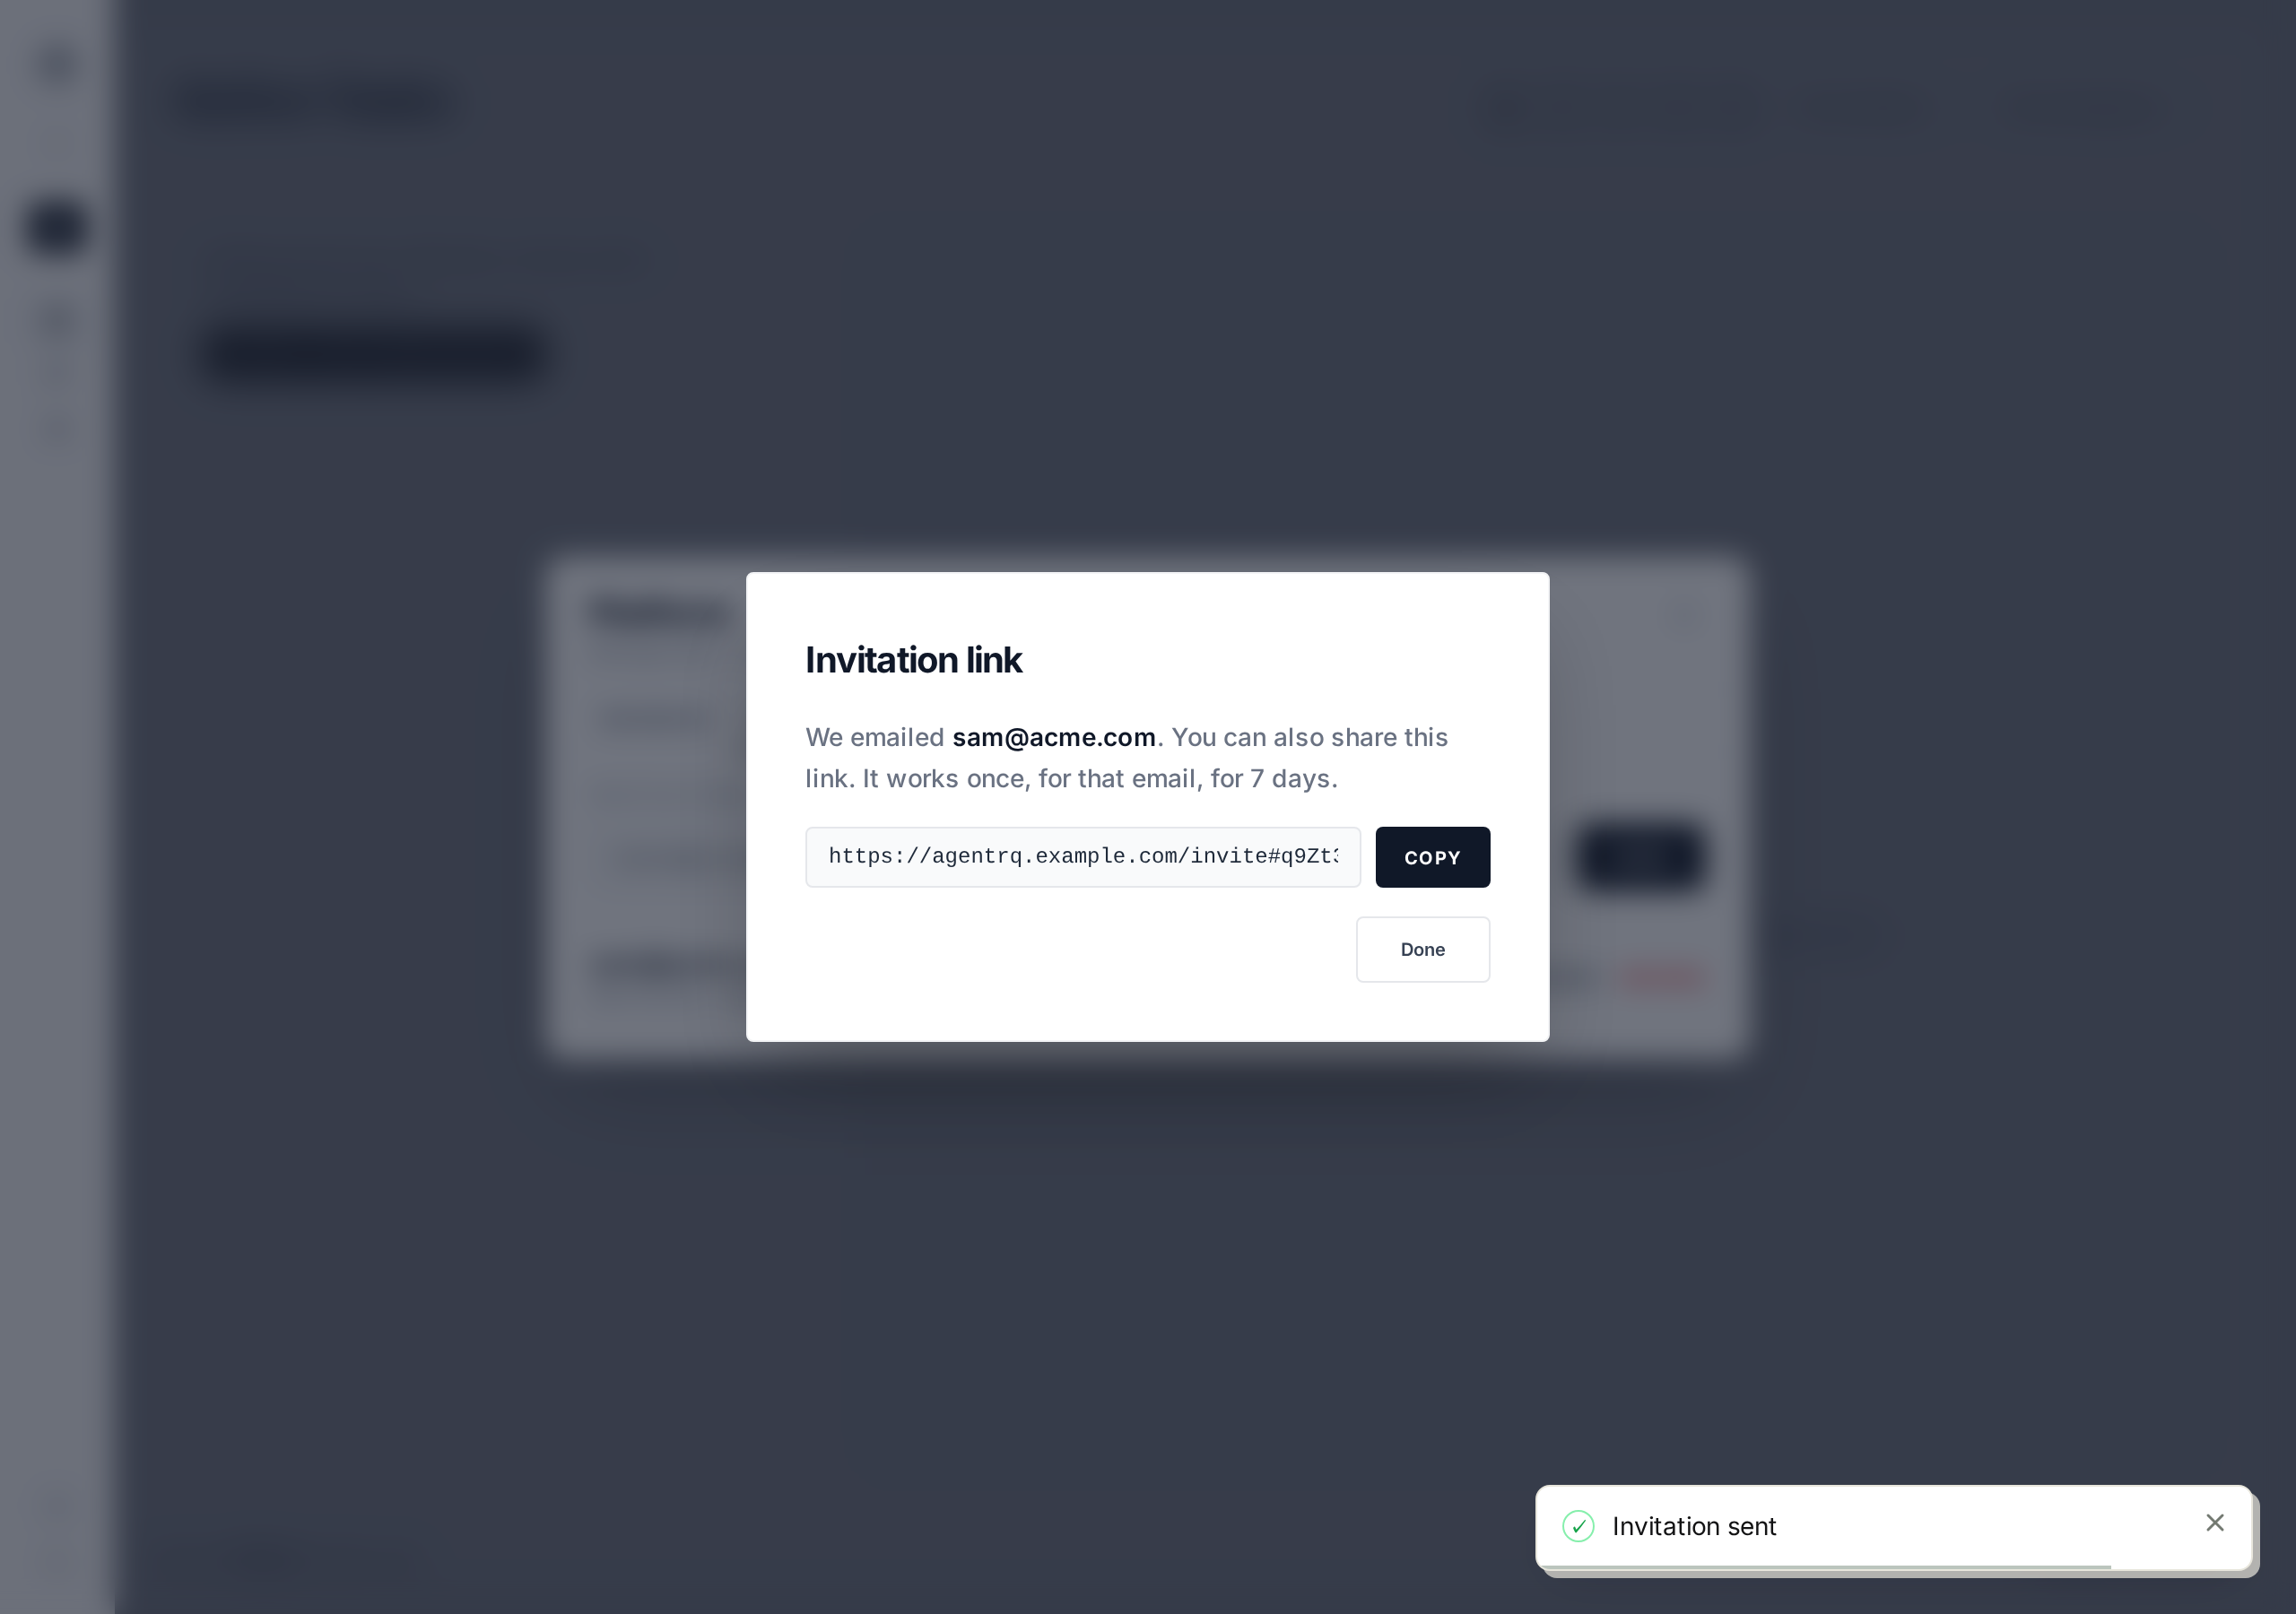 Invitation link
We emailed sam@acme.com. You can also share this
link. It works once, for that email, for 7 days.
https://agentrq.example.com/invite#q9Zt
COPY
Done
Invitation sent